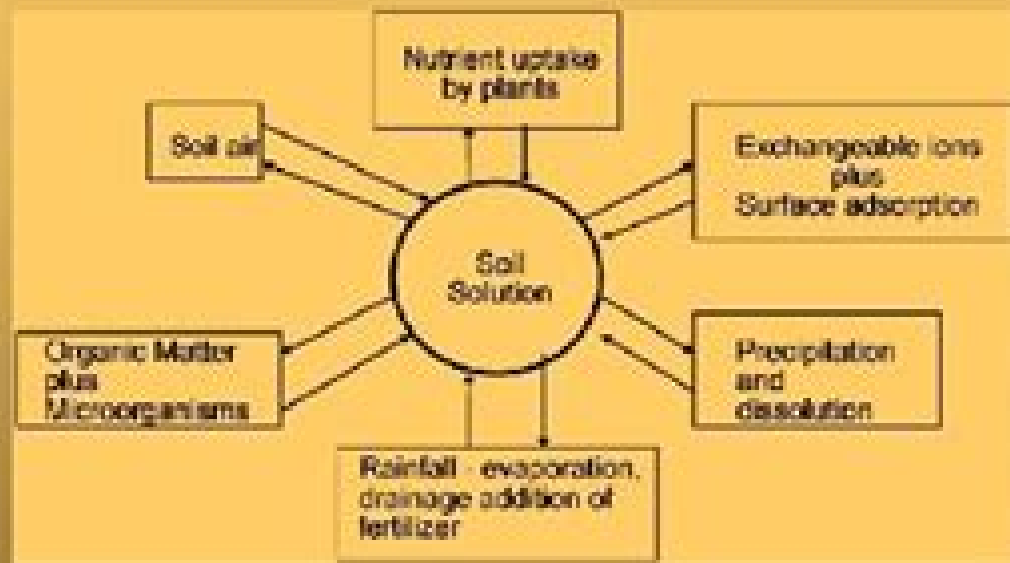 Nutrient uptake
by plants
Soil air
Exchangeable ions
plus
Surface adsorption
Soil
Solution
Organic Matter
plus
Microorganisms
Precipitation
and
dissolution
Rainfall - evaporation,
drainage addition of
fertilizer